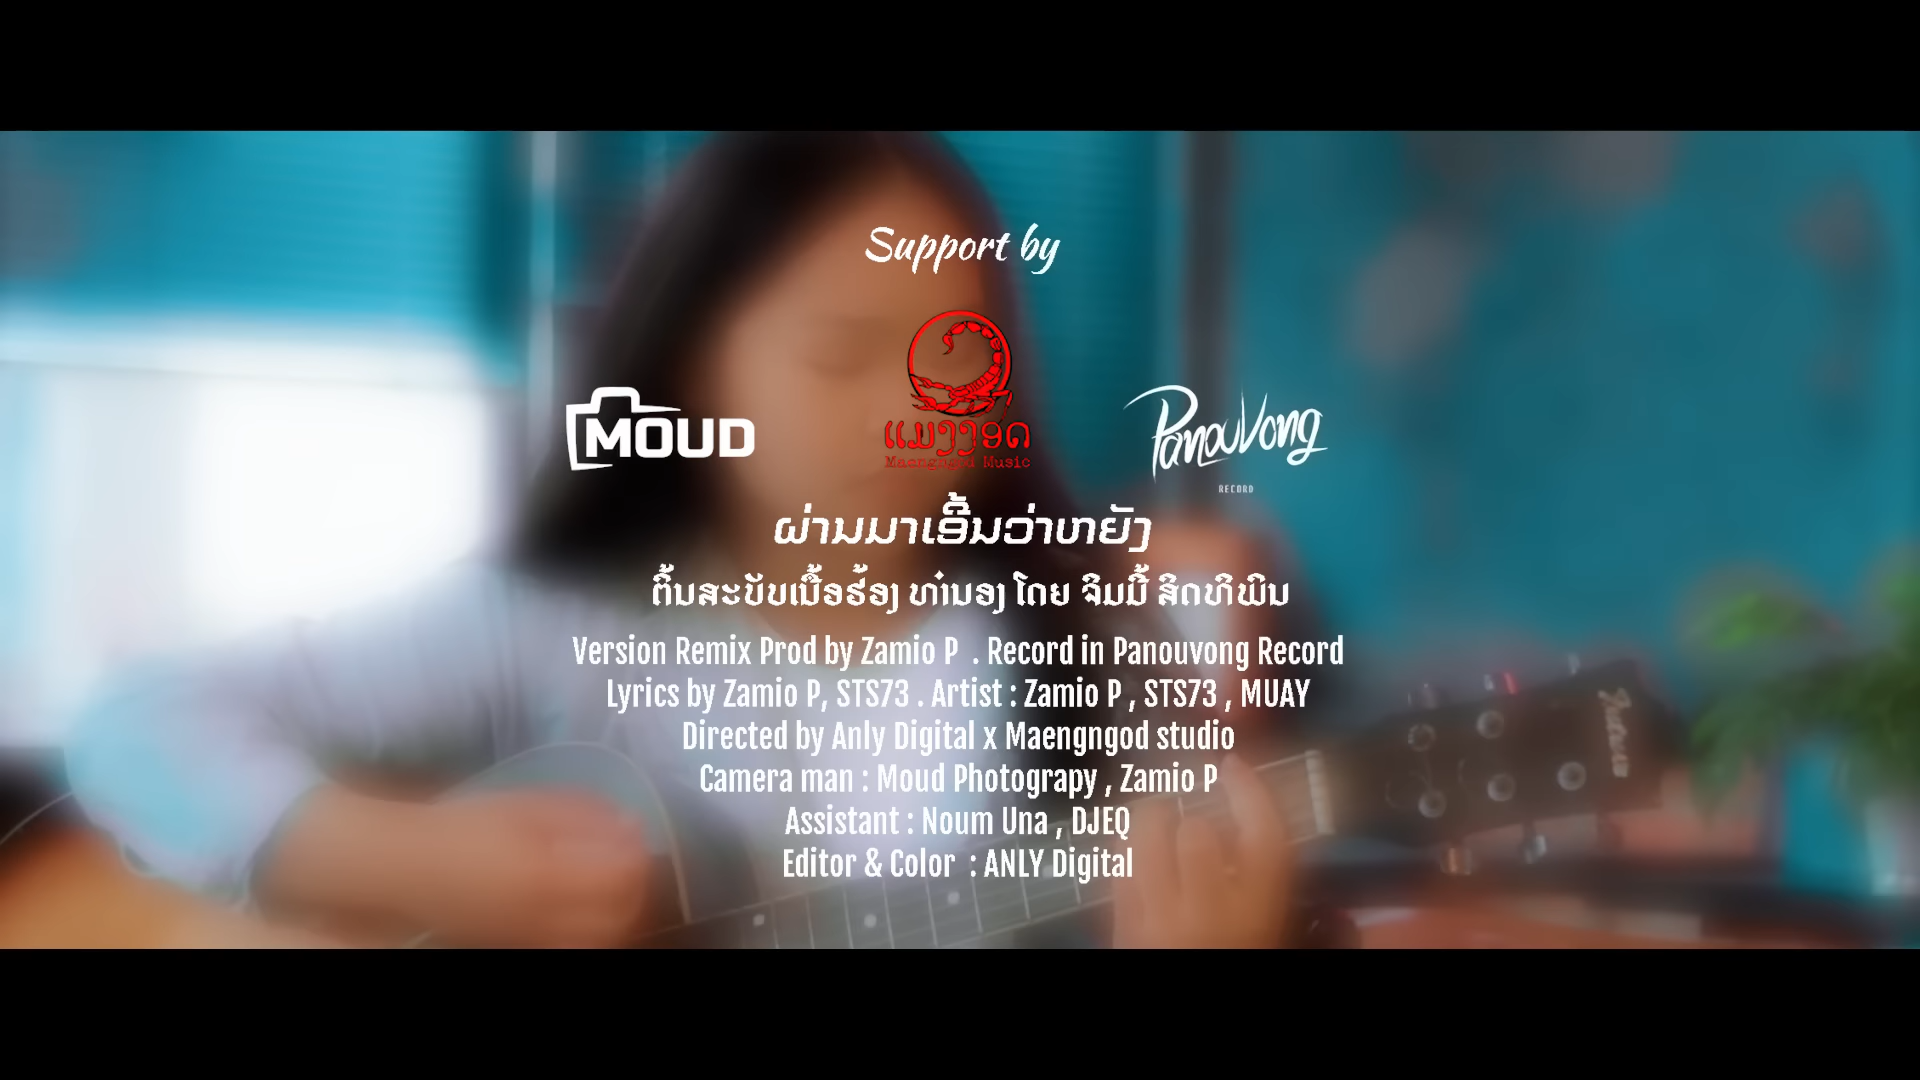 Support by
MOUD
ແມງງອດ
Maengngod Music
Panouvong
RECORD
ຜ່ານມາເອີ້ນວ່າຫຍັງ
ຕົ້ນສະບັບເນື້ອຮ້ອງ ທຳນອງ ໂດຍ ຈິມມີ້ ສິດທິພົນ
Version Remix Prod by Zamio P . Record in Panouvong Record
Lyrics by Zamio P, STS73 . Artist : Zamio P , STS73 , MUAY
Directed by Anly Digital x Maengngod studio
Camera man : Moud Photograpy , Zamio P
Assistant : Noum Una , DJEQ
Editor & Color : ANLY Digital